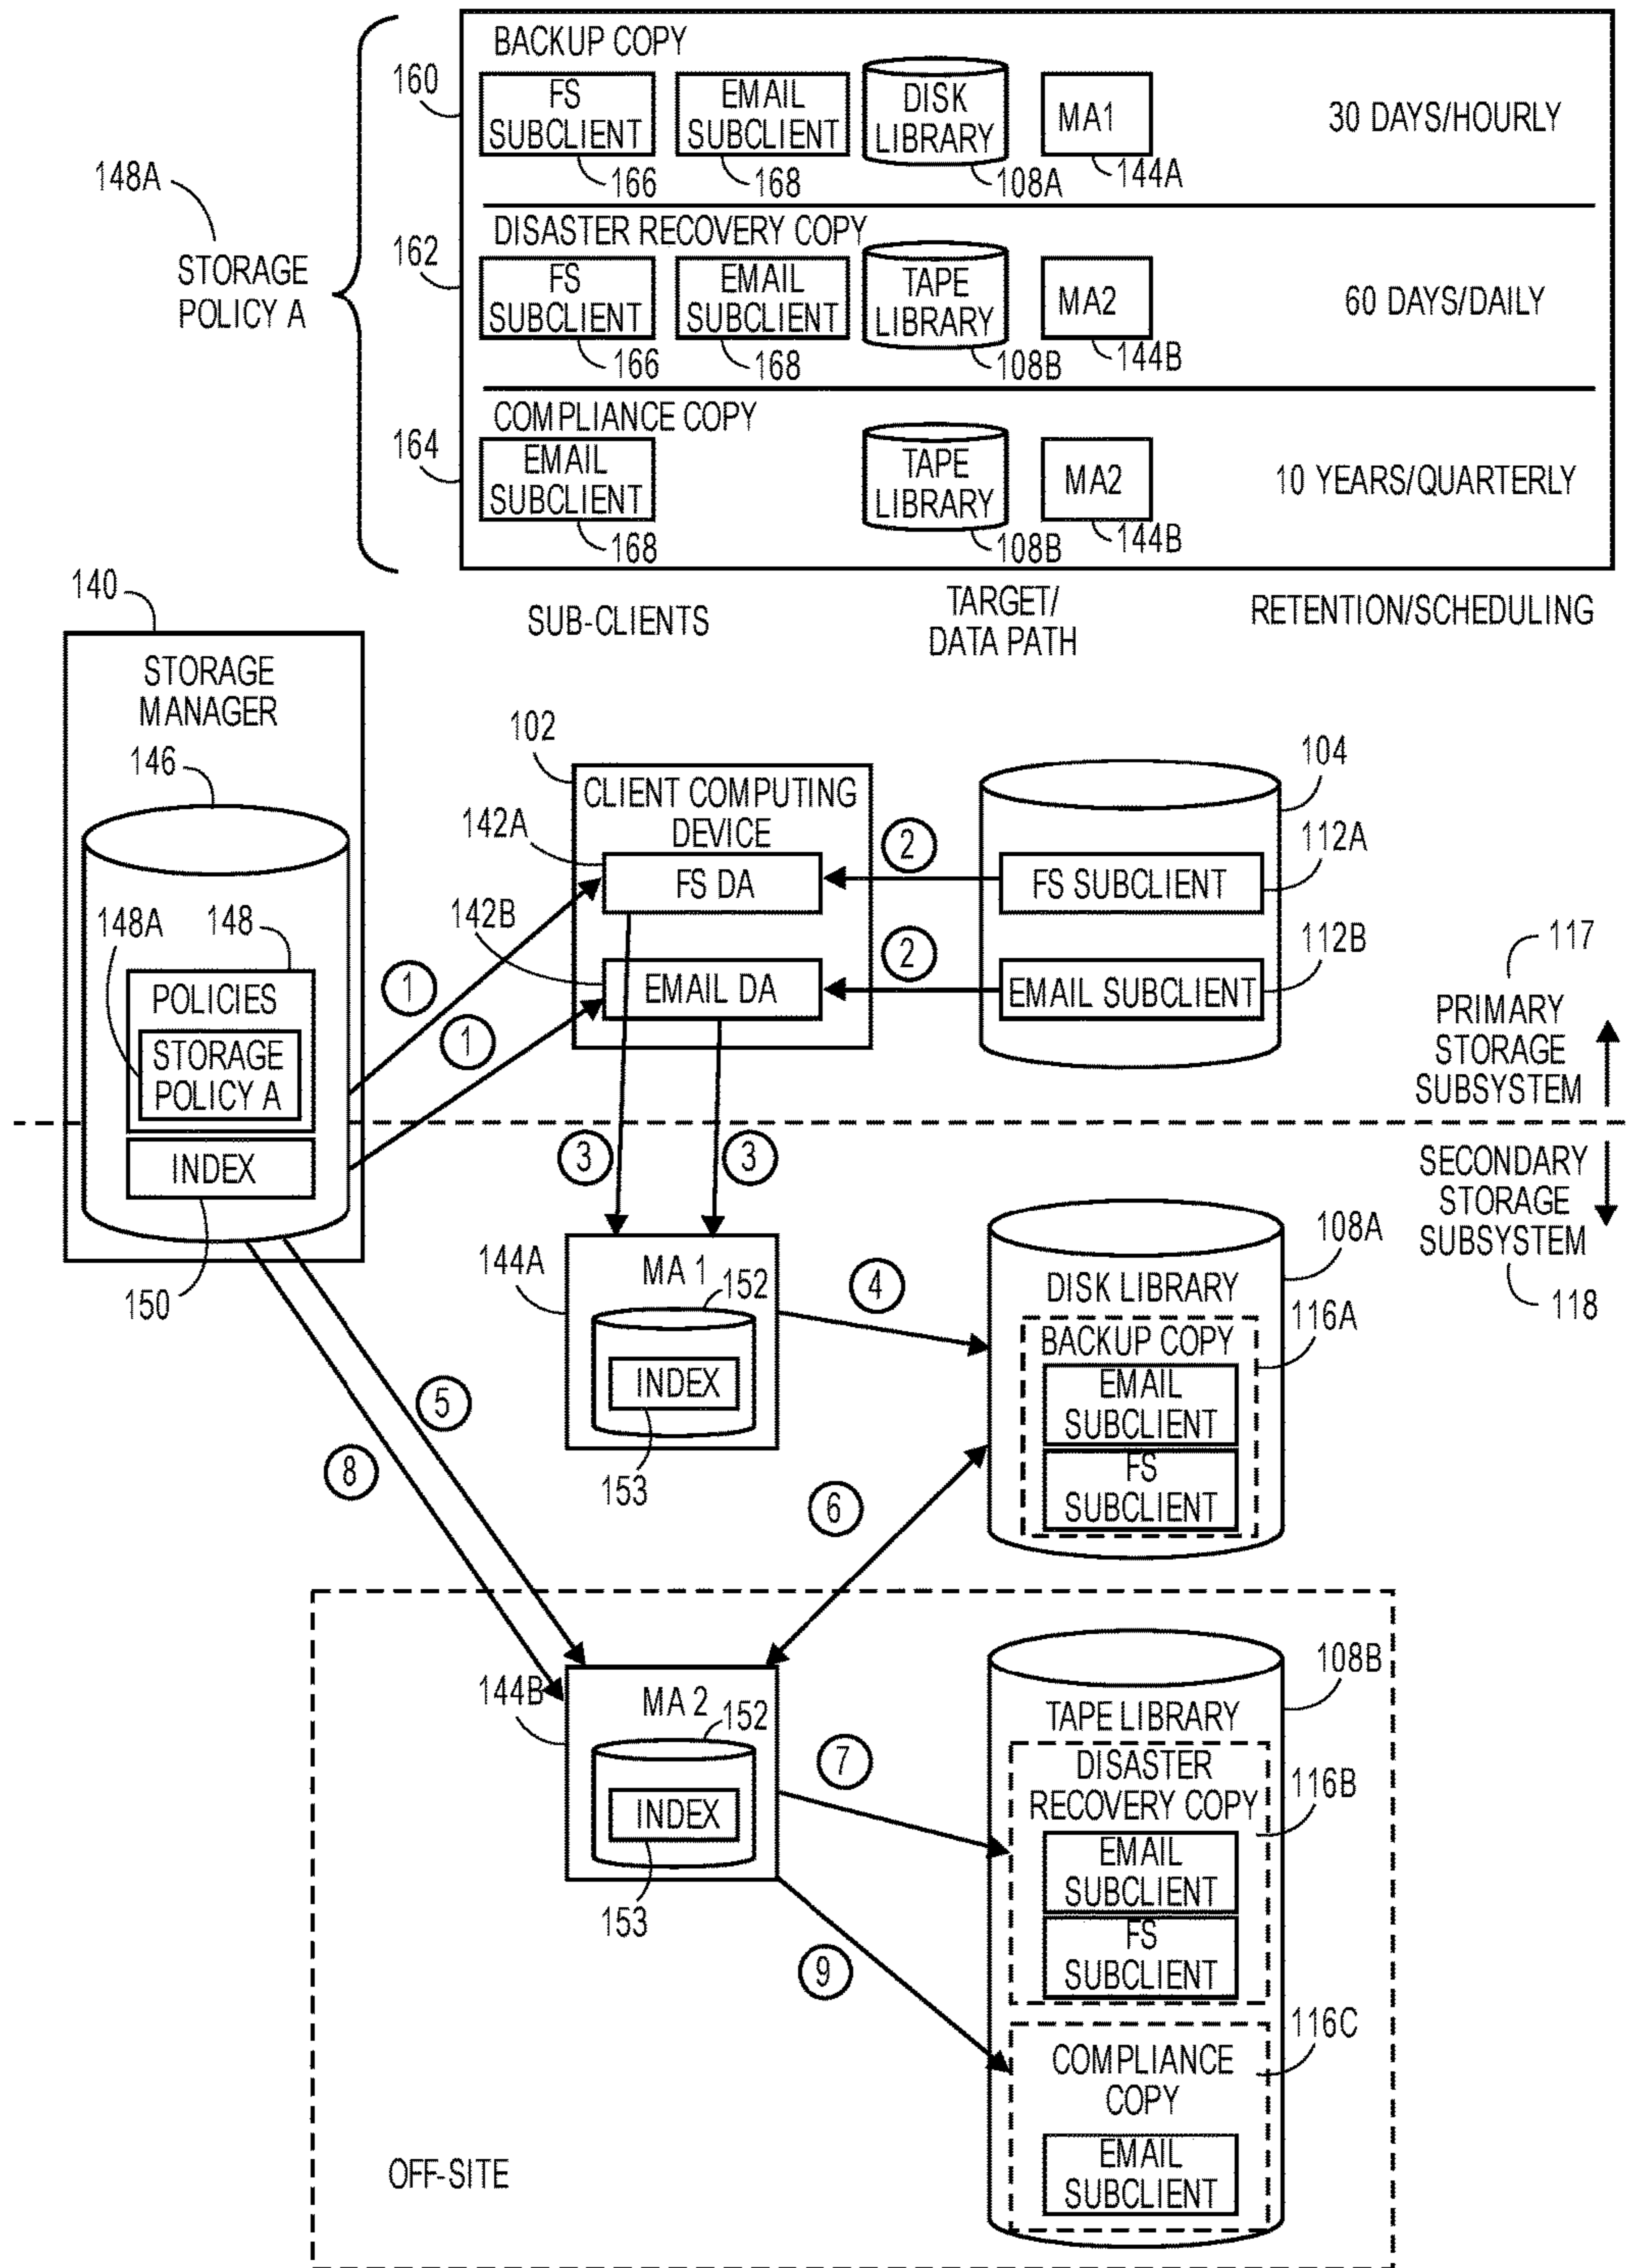 BACKUP COPY
160
FS
SUBCLIENT
166
EMAIL
SUBCLIENT
168
DISK
LIBRARY
108A
MA1
144A
30 DAYS/HOURLY
148A
STORAGE
POLICY A
DISASTER RECOVERY COPY
162
FS
SUBCLIENT
166
EMAIL
SUBCLIENT
168
TAPE
LIBRARY
108B
MA2
144B
60 DAYS/DAILY
COMPLIANCE COPY
164
EMAIL
SUBCLIENT
168
TAPE
LIBRARY
108B
MA2
144B
10 YEARS/QUARTERLY
SUB-CLIENTS
TARGET/
DATA PATH
RETENTION/SCHEDULING
140
STORAGE
MANAGER
146
148A
148
POLICIES
STORAGE
POLICY A
INDEX
150
102
CLIENT COMPUTING
DEVICE
142A
FS DA
142B
EMAIL DA
1
1
2
2
104
FS SUBCLIENT
112A
EMAIL SUBCLIENT
112B
117
PRIMARY
STORAGE
SUBSYSTEM
SECONDARY
STORAGE
SUBSYSTEM
118
3
3
144A
MA 1
152
INDEX
153
4
108A
DISK LIBRARY
116A
BACKUP COPY
EMAIL
SUBCLIENT
FS
SUBCLIENT
5
8
6
144B
MA 2
152
INDEX
153
7
9
108B
TAPE LIBRARY
DISASTER
RECOVERY COPY
116B
EMAIL
SUBCLIENT
FS
SUBCLIENT
116C
COMPLIANCE
COPY
EMAIL
SUBCLIENT
OFF-SITE